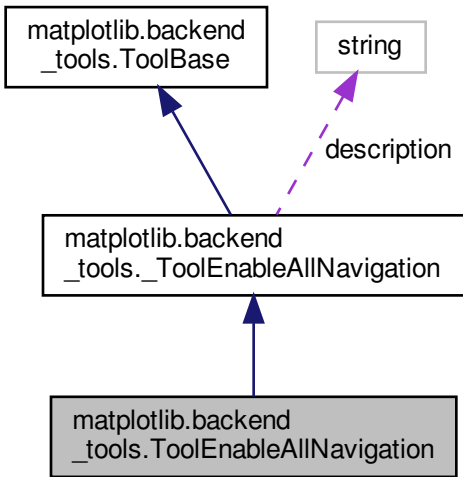 matplotlib.backend
_tools.ToolBase
string
description
matplotlib.backend
_tools._ToolEnableAllNavigation
matplotlib.backend
_tools.ToolEnableAllNavigation